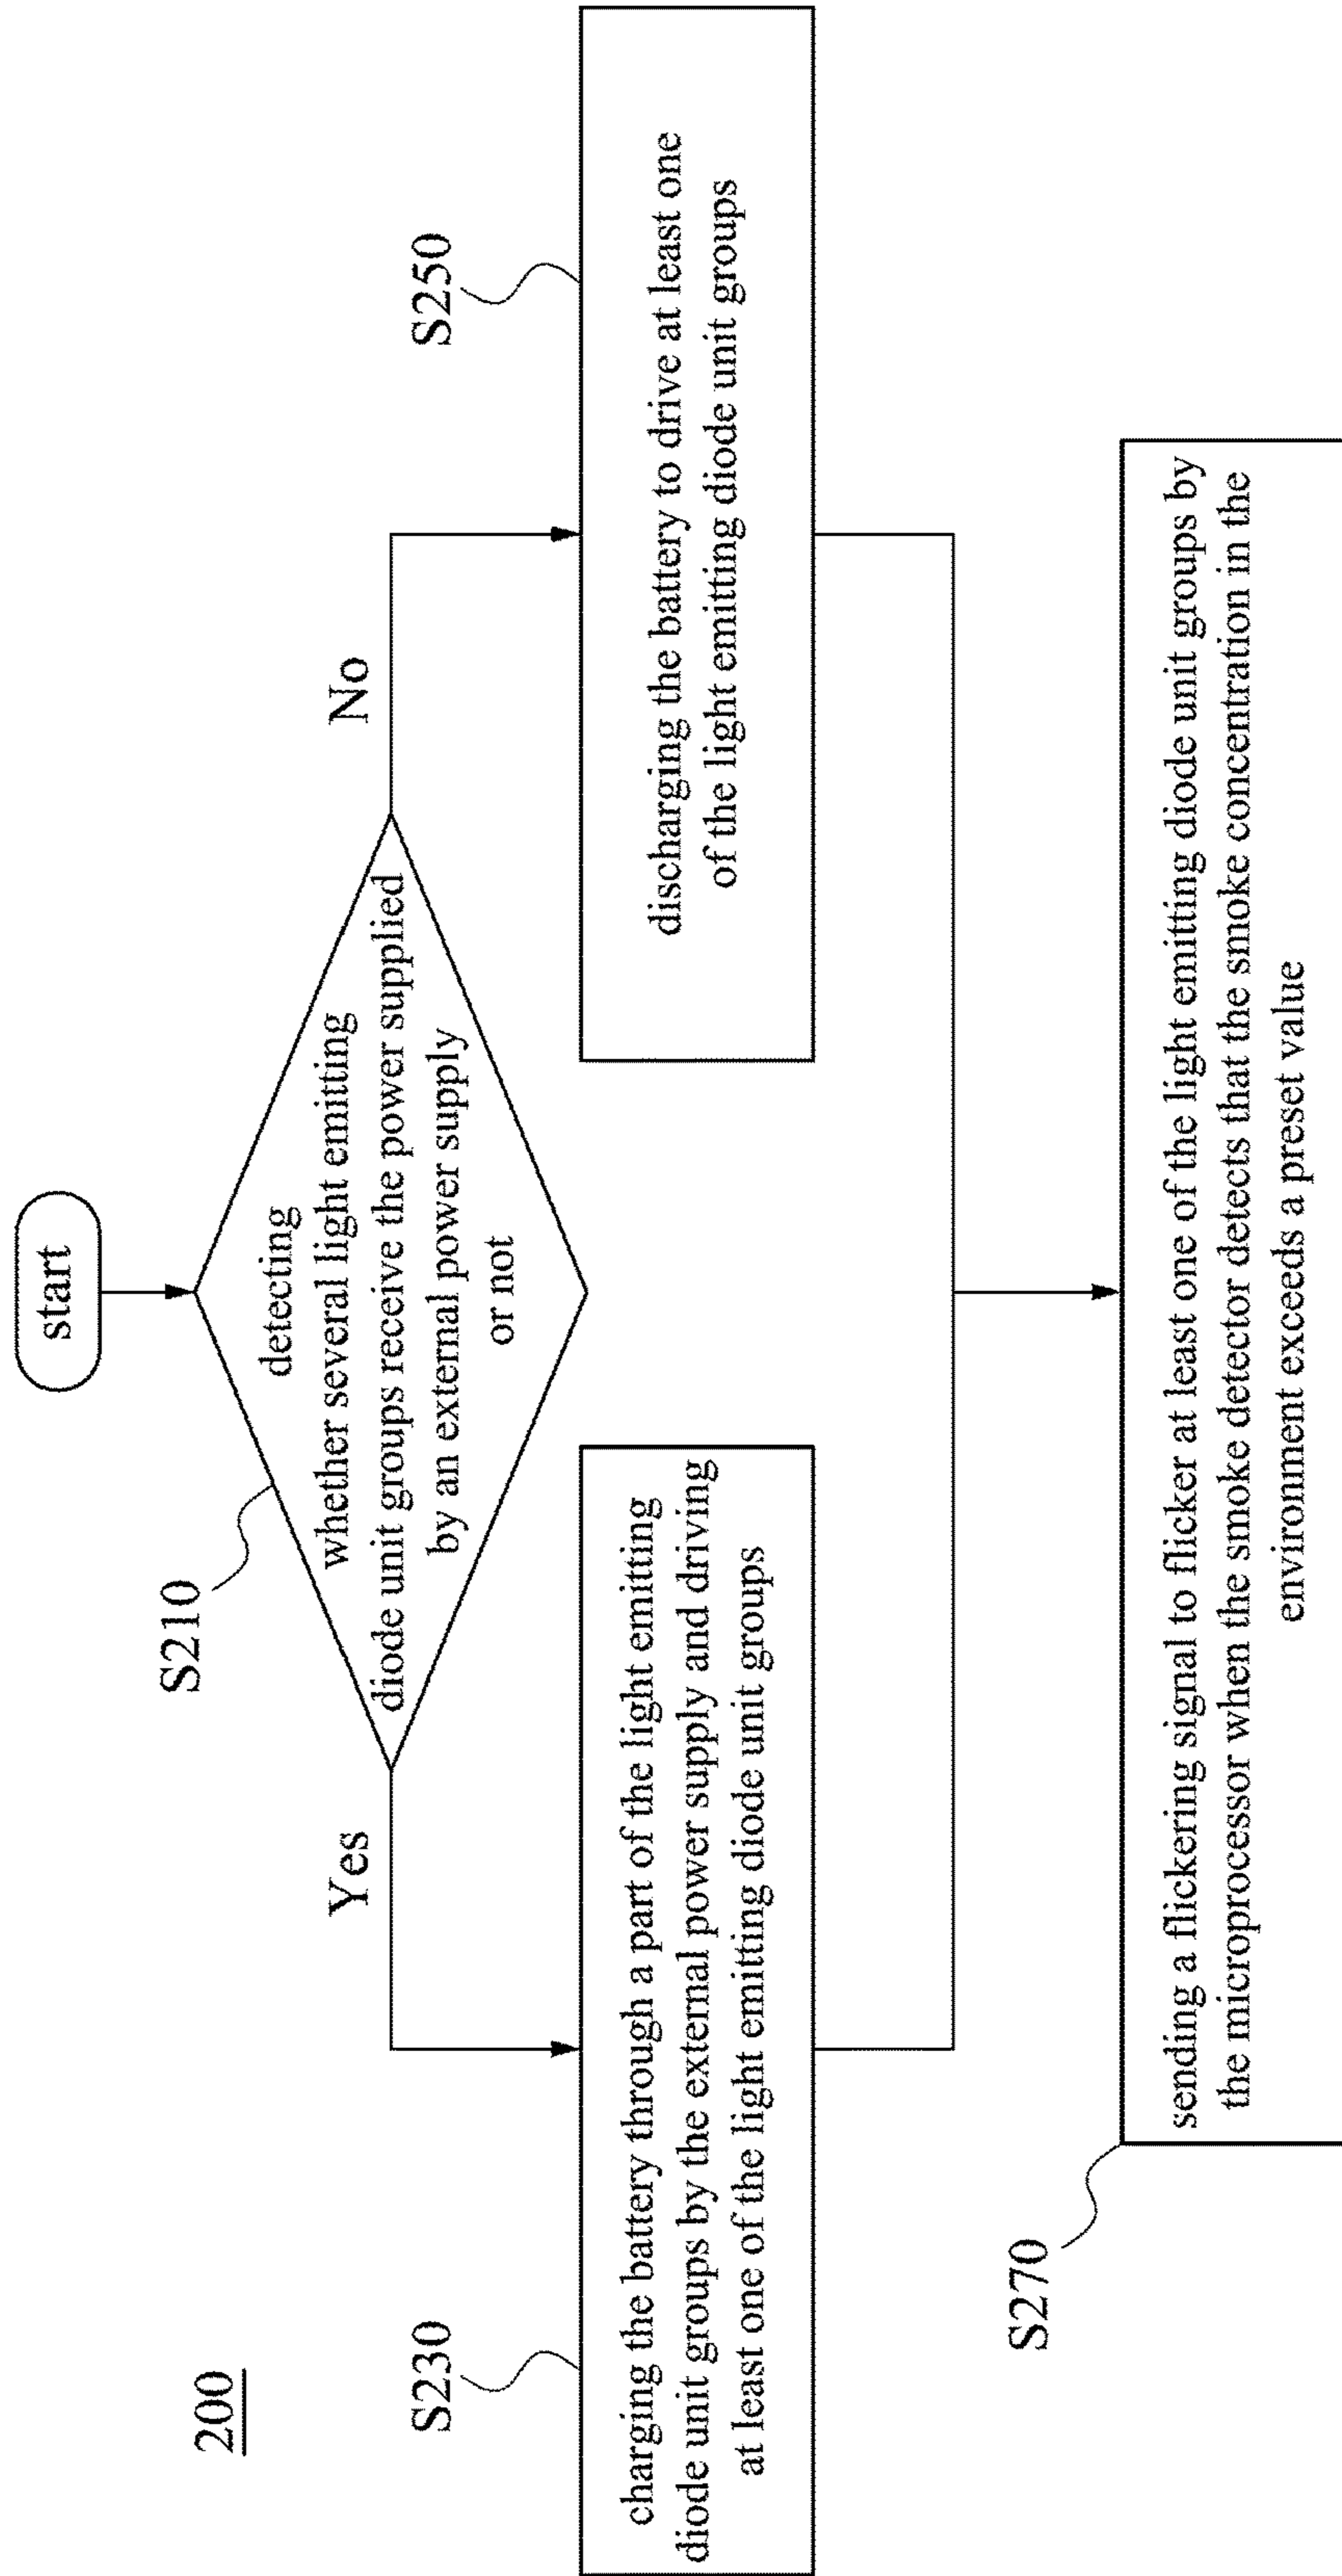 200
start
S210
detecting
whether several light emitting
diode unit groups receive the power supplied
by an external power supply
or not
Yes
No
S230
charging the battery through a part of the light emitting
diode unit groups by the external power supply and driving
at least one of the light emitting diode unit groups
S250
discharging the battery to drive at least one
of the light emitting diode unit groups
S270
sending a flickering signal to flicker at least one of the light emitting diode unit groups by
the microprocessor when the smoke detector detects that the smoke concentration in the
environment exceeds a preset value